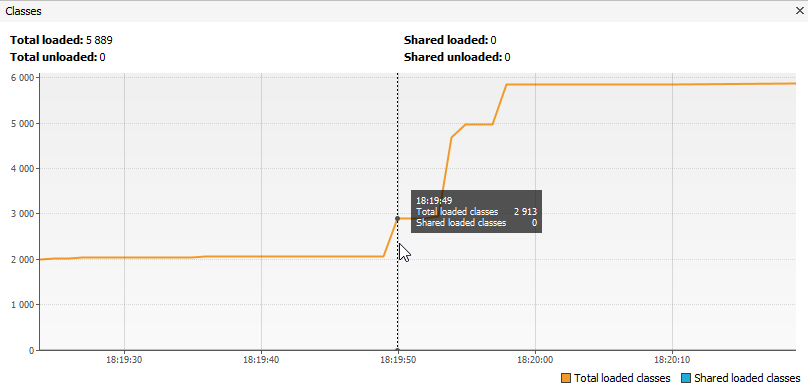 Classes
Total loaded: 5 889
Shared loaded: 0
Total unloaded: 0
Shared unloaded: 0
6 000
5 000
4 000
3 000
2 000
1 000
0
18:19:49
Total loaded classes 2 913
Shared loaded classes 0
18:19:30
18:19:40
18:19:50
18:20:00
18:20:10
Total loaded classes
Shared loaded classes